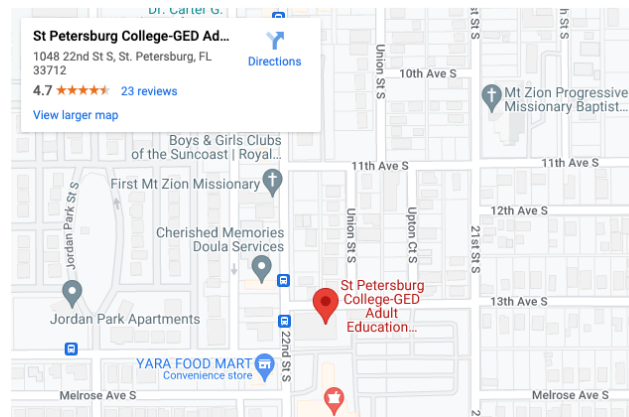 Dr. Carter G.
St Petersburg College-GED Ad...
1048 22nd St S, St. Petersburg, FL
33712
4.7
23 reviews
View larger map
Directions
Union St S
10th Ave S
Mt Zion Progressive
Missionary Baptist...
Boys & Girls Clubs
of the Suncoast | Royal...
11th Ave S
11th Ave S
First Mt Zion Missionary
Jordan Park St S
Union St S
Upton Ct S
12th Ave S
21st St S
Cherished Memories
Doula Services
St Petersburg
College-GED
Adult
Education...
13th Ave S
Jordan Park Apartments
22nd St S
YARA FOOD MART
Convenience store
Melrose Ave S
Melrose Ave S
2